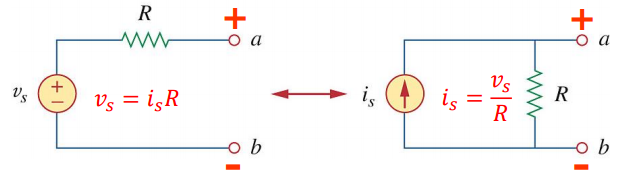 R
+
a
v_s
+
−
v_s = i_s R
−
b
i_s
i_s = v_s / R
R
+
a
−
b